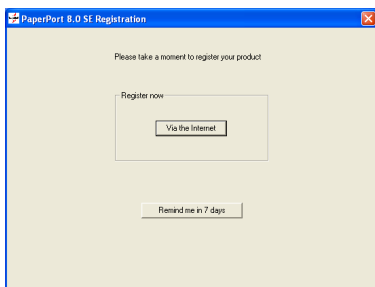 PaperPort 8.0 SE Registration
Please take a moment to register your product
Register now
Via the Internet
Remind me in 7 days